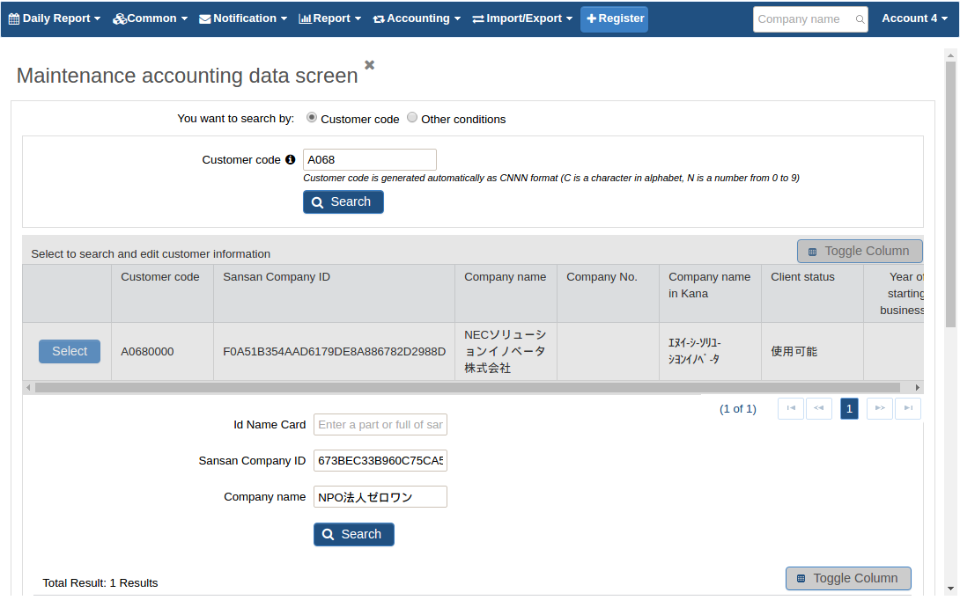 Daily Report Common Notification Report Accounting Import/Export Register Company name Account 4
Maintenance accounting data screen
You want to search by: Customer code Other conditions
Customer code A068
Customer code is generated automatically as CNNN format (C is a character in alphabet, N is a number from 0 to 9)
Search
Select to search and edit customer information Toggle Column
Customer code Sansan Company ID Company name Company No. Company name Client status Year of
in Kana starting
business
NECソリューシ
Select A0680000 F0A51B354AAD6179DE8A886782D2988D ョンイノベータ ｴﾇｲｰｼｰｿﾘﾕｰ 使用可能
株式会社 ｼﾖﾝｲﾉﾍﾞｰﾀ
(1 of 1) 1
Id Name Card Enter a part or full of sar
Sansan Company ID 673BEC33B960C75CA5
Company name NPO法人ゼロワン
Search
Total Result: 1 Results Toggle Column